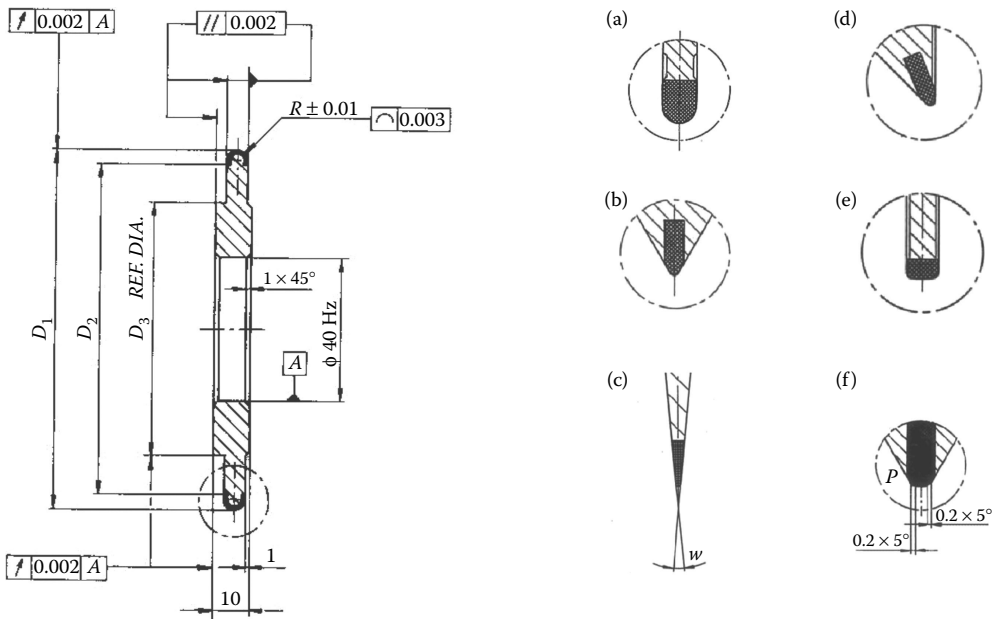 ↗ 0.002 A
// 0.002
R ± 0.01
⌒ 0.003
D1
D2
D3 REF. DIA.
1 × 45°
ϕ 40 Hz
A
1
10
↗ 0.002 A
(a)
(b)
(c)
w
(d)
(e)
(f)
P
0.2 × 5°
0.2 × 5°